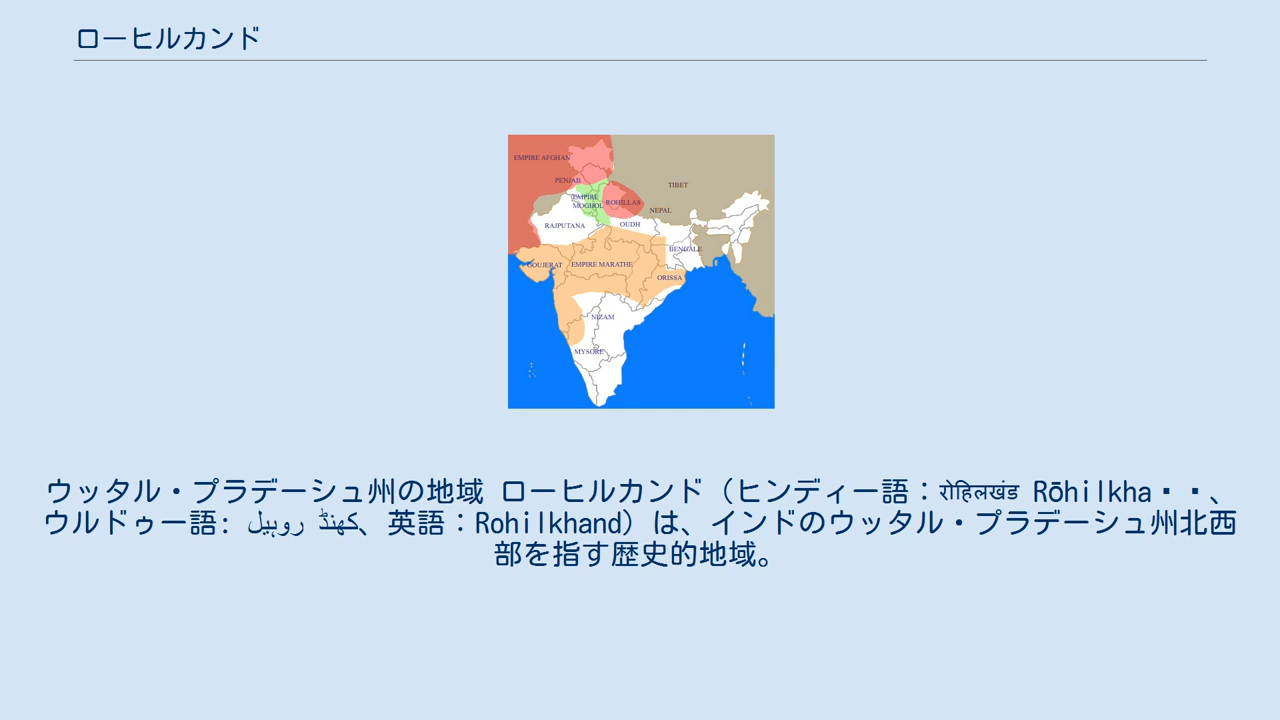 ローヒルカンド
EMPIRE AFGHAN
PENJAB
TIBET
EMPIRE
MOGHOL
ROHILLAS
NEPAL
RAJPUTANA
OUDH
BENGALE
GOUJERAT
EMPIRE MARATHE
ORISSA
NIZAM
MYSORE
ウッタル・プラデーシュ州の地域 ローヒルカンド（ヒンディー語：रोहिलखंड Rōhilkha▪▪、
ウルドゥー語: روہیل کھنڈ、英語：Rohilkhand）は、インドのウッタル・プラデーシュ州北西
部を指す歴史的地域。